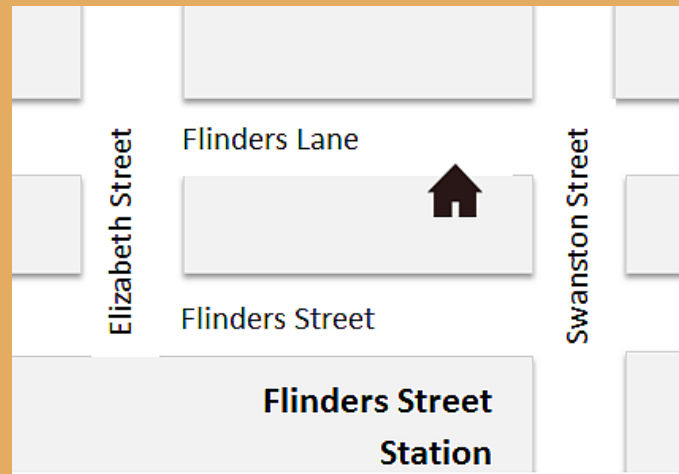 Flinders Lane
Elizabeth Street
Swanston Street
Flinders Street
Flinders Street
Station